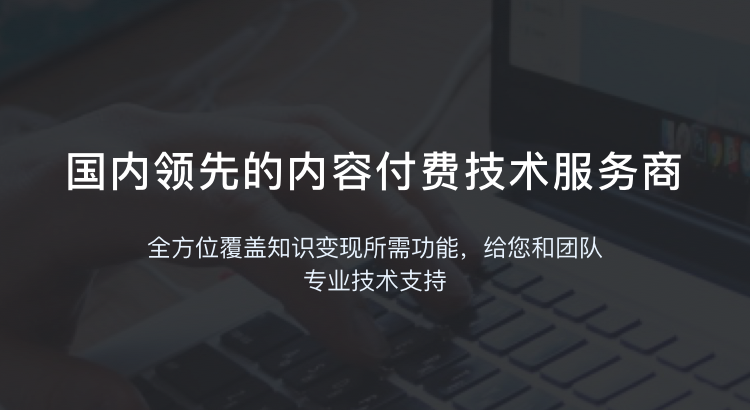 国内领先的内容付费技术服务商
全方位覆盖知识变现所需功能，给您和团队
专业技术支持